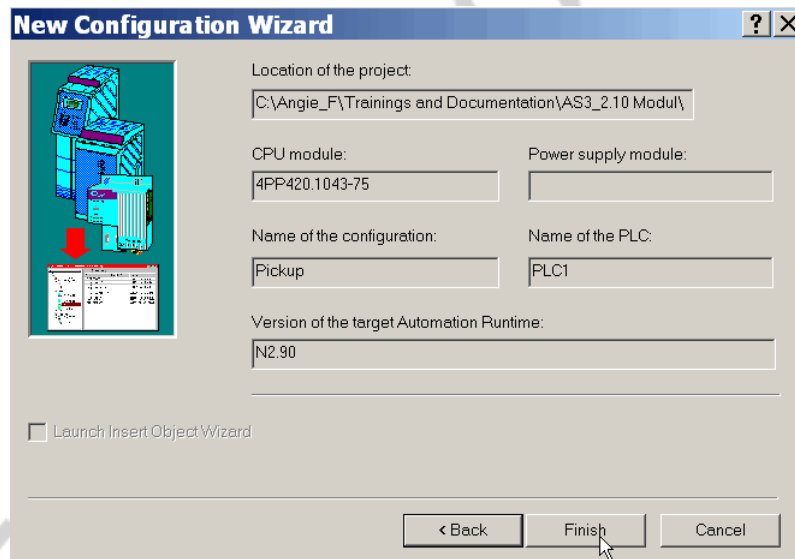 New Configuration Wizard
Location of the project:
C:\Angie_F\Trainings and Documentation\AS3_2.10 Modul\
CPU module:
Power supply module:
4PP420.1043-75
Name of the configuration:
Name of the PLC:
Pickup
PLC1
Version of the target Automation Runtime:
N2.90
Launch Insert Object Wizard
< Back
Finish
Cancel